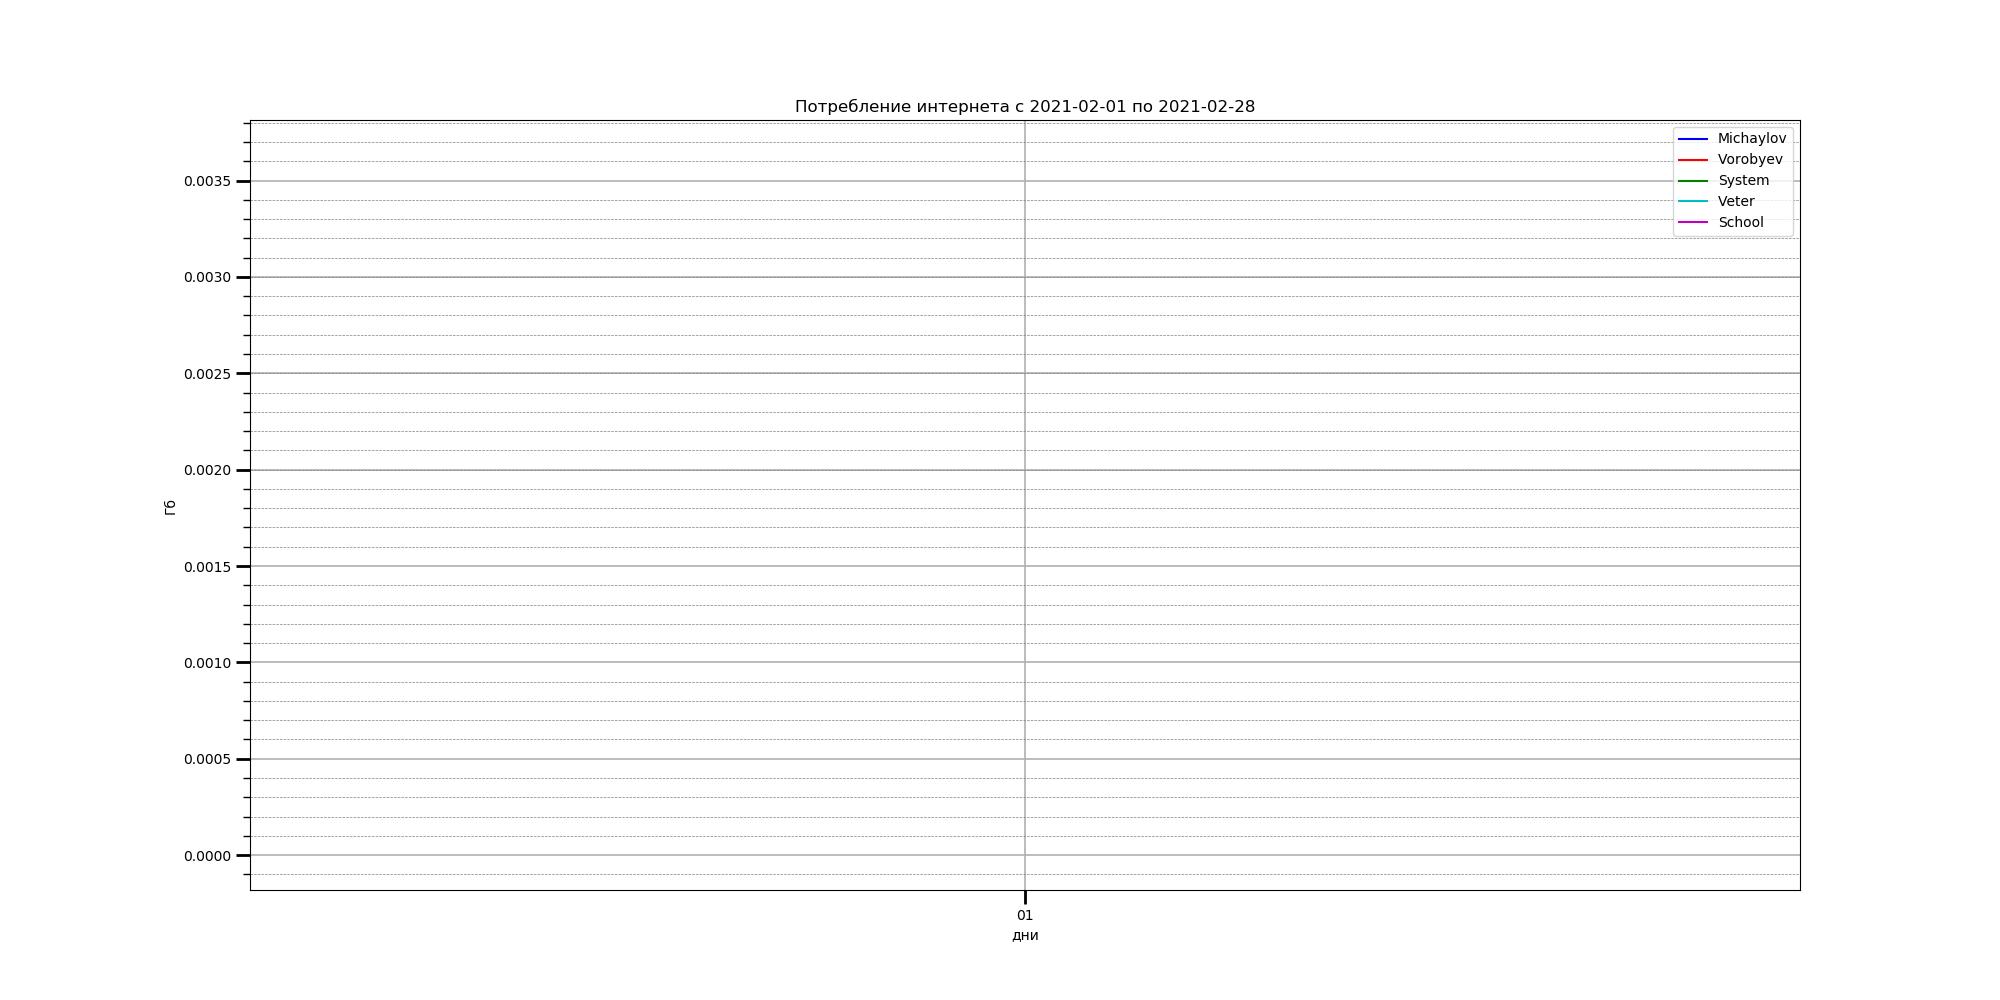 Потребление интернета с 2021-02-01 по 2021-02-28
Michaylov
Vorobyev
System
Veter
School
0.0035
0.0030
0.0025
0.0020
0.0015
0.0010
0.0005
0.0000
Гб
01
дни